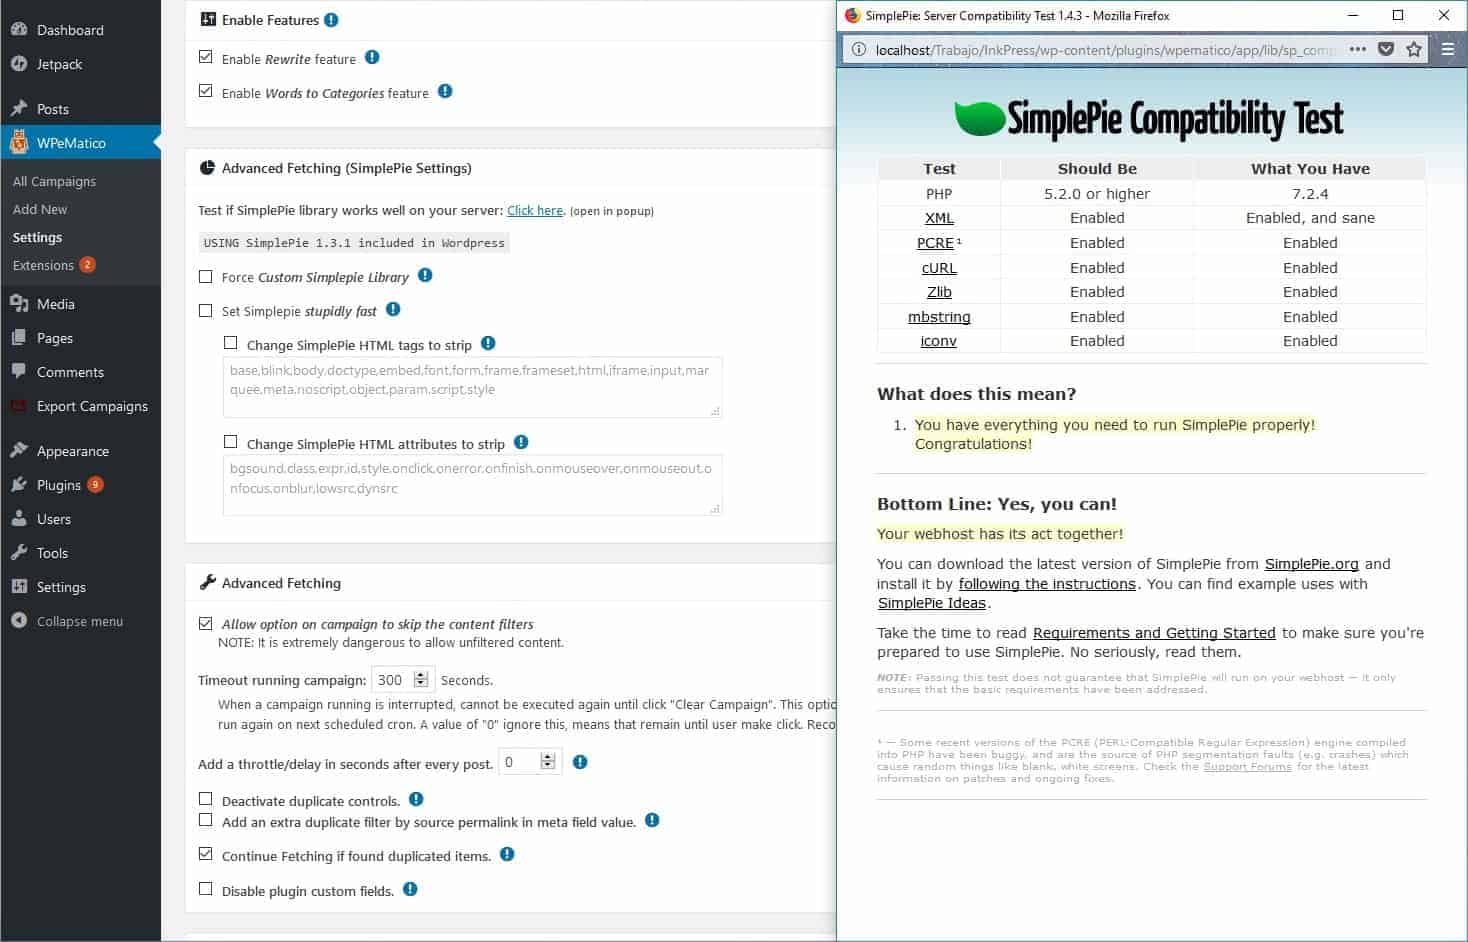 Dashboard
Jetpack
Posts
WPeMatico
All Campaigns
Add New
Settings
Extensions 2
Media
Pages
Comments
Export Campaigns
Appearance
Plugins 9
Users
Tools
Settings
Collapse menu
Enable Features
Enable Rewrite feature
Enable Words to Categories feature
Advanced Fetching (SimplePie Settings)
Test if SimplePie library works well on your server: Click here. (open in popup)
USING SimplePie 1.3.1 included in Wordpress
Force Custom Simplepie Library
Set Simplepie stupidly fast
Change SimplePie HTML tags to strip
base,blink,body,doctype,embed,font,form,frame,frameset,html,iframe,input,mar
quee,meta,noscript,object,param,script,style
Change SimplePie HTML attributes to strip
bgsound,class,expr,id,style,onclick,onerror,onfinish,onmouseover,onmouseout,o
nfocus,onblur,lowsrc,dynsrc
Advanced Fetching
Allow option on campaign to skip the content filters
NOTE: It is extremely dangerous to allow unfiltered content.
Timeout running campaign: 300 Seconds.
When a campaign running is interrupted, cannot be executed again until click "Clear Campaign". This optio
run again on next scheduled cron. A value of "0" ignore this, means that remain until user make click. Reco
Add a throttle/delay in seconds after every post. 0
Deactivate duplicate controls.
Add an extra duplicate filter by source permalink in meta field value.
Continue Fetching if found duplicated items.
Disable plugin custom fields.
SimplePie: Server Compatibility Test 1.4.3 - Mozilla Firefox
localhost/Trabajo/InkPress/wp-content/plugins/wpematico/app/lib/sp_comp
SimplePie Compatibility Test
Test Should Be What You Have
PHP 5.2.0 or higher 7.2.4
XML Enabled Enabled, and sane
PCRE¹ Enabled Enabled
cURL Enabled Enabled
Zlib Enabled Enabled
mbstring Enabled Enabled
iconv Enabled Enabled
What does this mean?
1. You have everything you need to run SimplePie properly!
Congratulations!
Bottom Line: Yes, you can!
Your webhost has its act together!
You can download the latest version of SimplePie from SimplePie.org and
install it by following the instructions. You can find example uses with
SimplePie Ideas.
Take the time to read Requirements and Getting Started to make sure you're
prepared to use SimplePie. No seriously, read them.
NOTE: Passing this test does not guarantee that SimplePie will run on your webhost — it only
ensures that the basic requirements have been addressed.
¹ — Some recent versions of the PCRE (PERL-Compatible Regular Expression) engine compiled
into PHP have been buggy, and are the source of PHP segmentation faults (e.g. crashes) which
cause random things like blank, white screens. Check the Support Forums for the latest
information on patches and ongoing fixes.